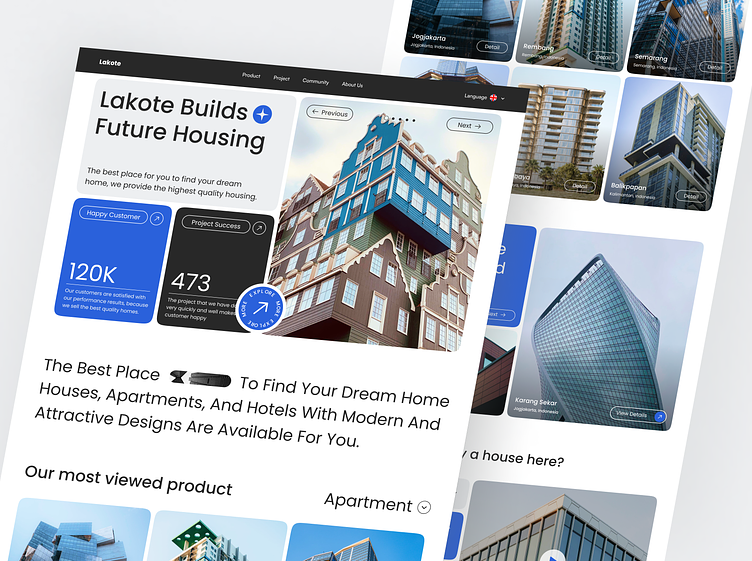 Lakote
Product
Project
Community
About Us
Language
Lakote Builds
Future Housing
The best place for you to find your dream
home, we provide the highest quality housing.
Previous
Next
Happy Customer
120K
Our customers are satisfied with
our performance results, because
we sell the best quality homes.
Project Success
473
The project that we have
very quickly and well
customer happy
EXPLORE MORE EXPLORE MORE
The Best Place To Find Your Dream Home
Houses, Apartments, And Hotels With Modern And
Attractive Designs Are Available For You.
Our most viewed product
Apartment
Jogjakarta
Jogjakarta, Indonesia
Detail
Rembang
Rembang, Indonesia
Detail
Semarang
Semarang, Indonesia
Detail
baya
Indonesia
Detail
Balikpapan
Kalimantan, Indonesia
Detail
Karang Sekar
Jogjakarta, Indonesia
View Details
y a house here?